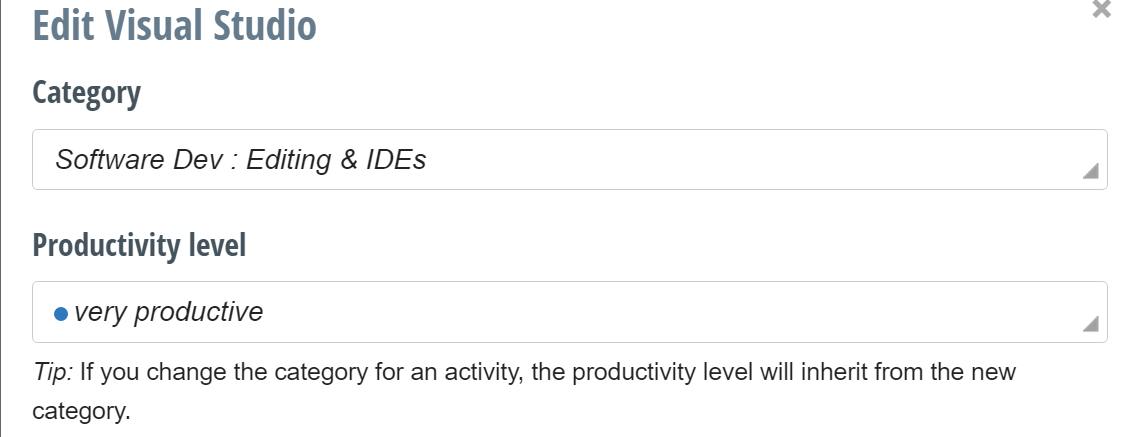 Edit Visual Studio
Category
Software Dev : Editing & IDEs
Productivity level
very productive
Tip: If you change the category for an activity, the productivity level will inherit from the new
category.